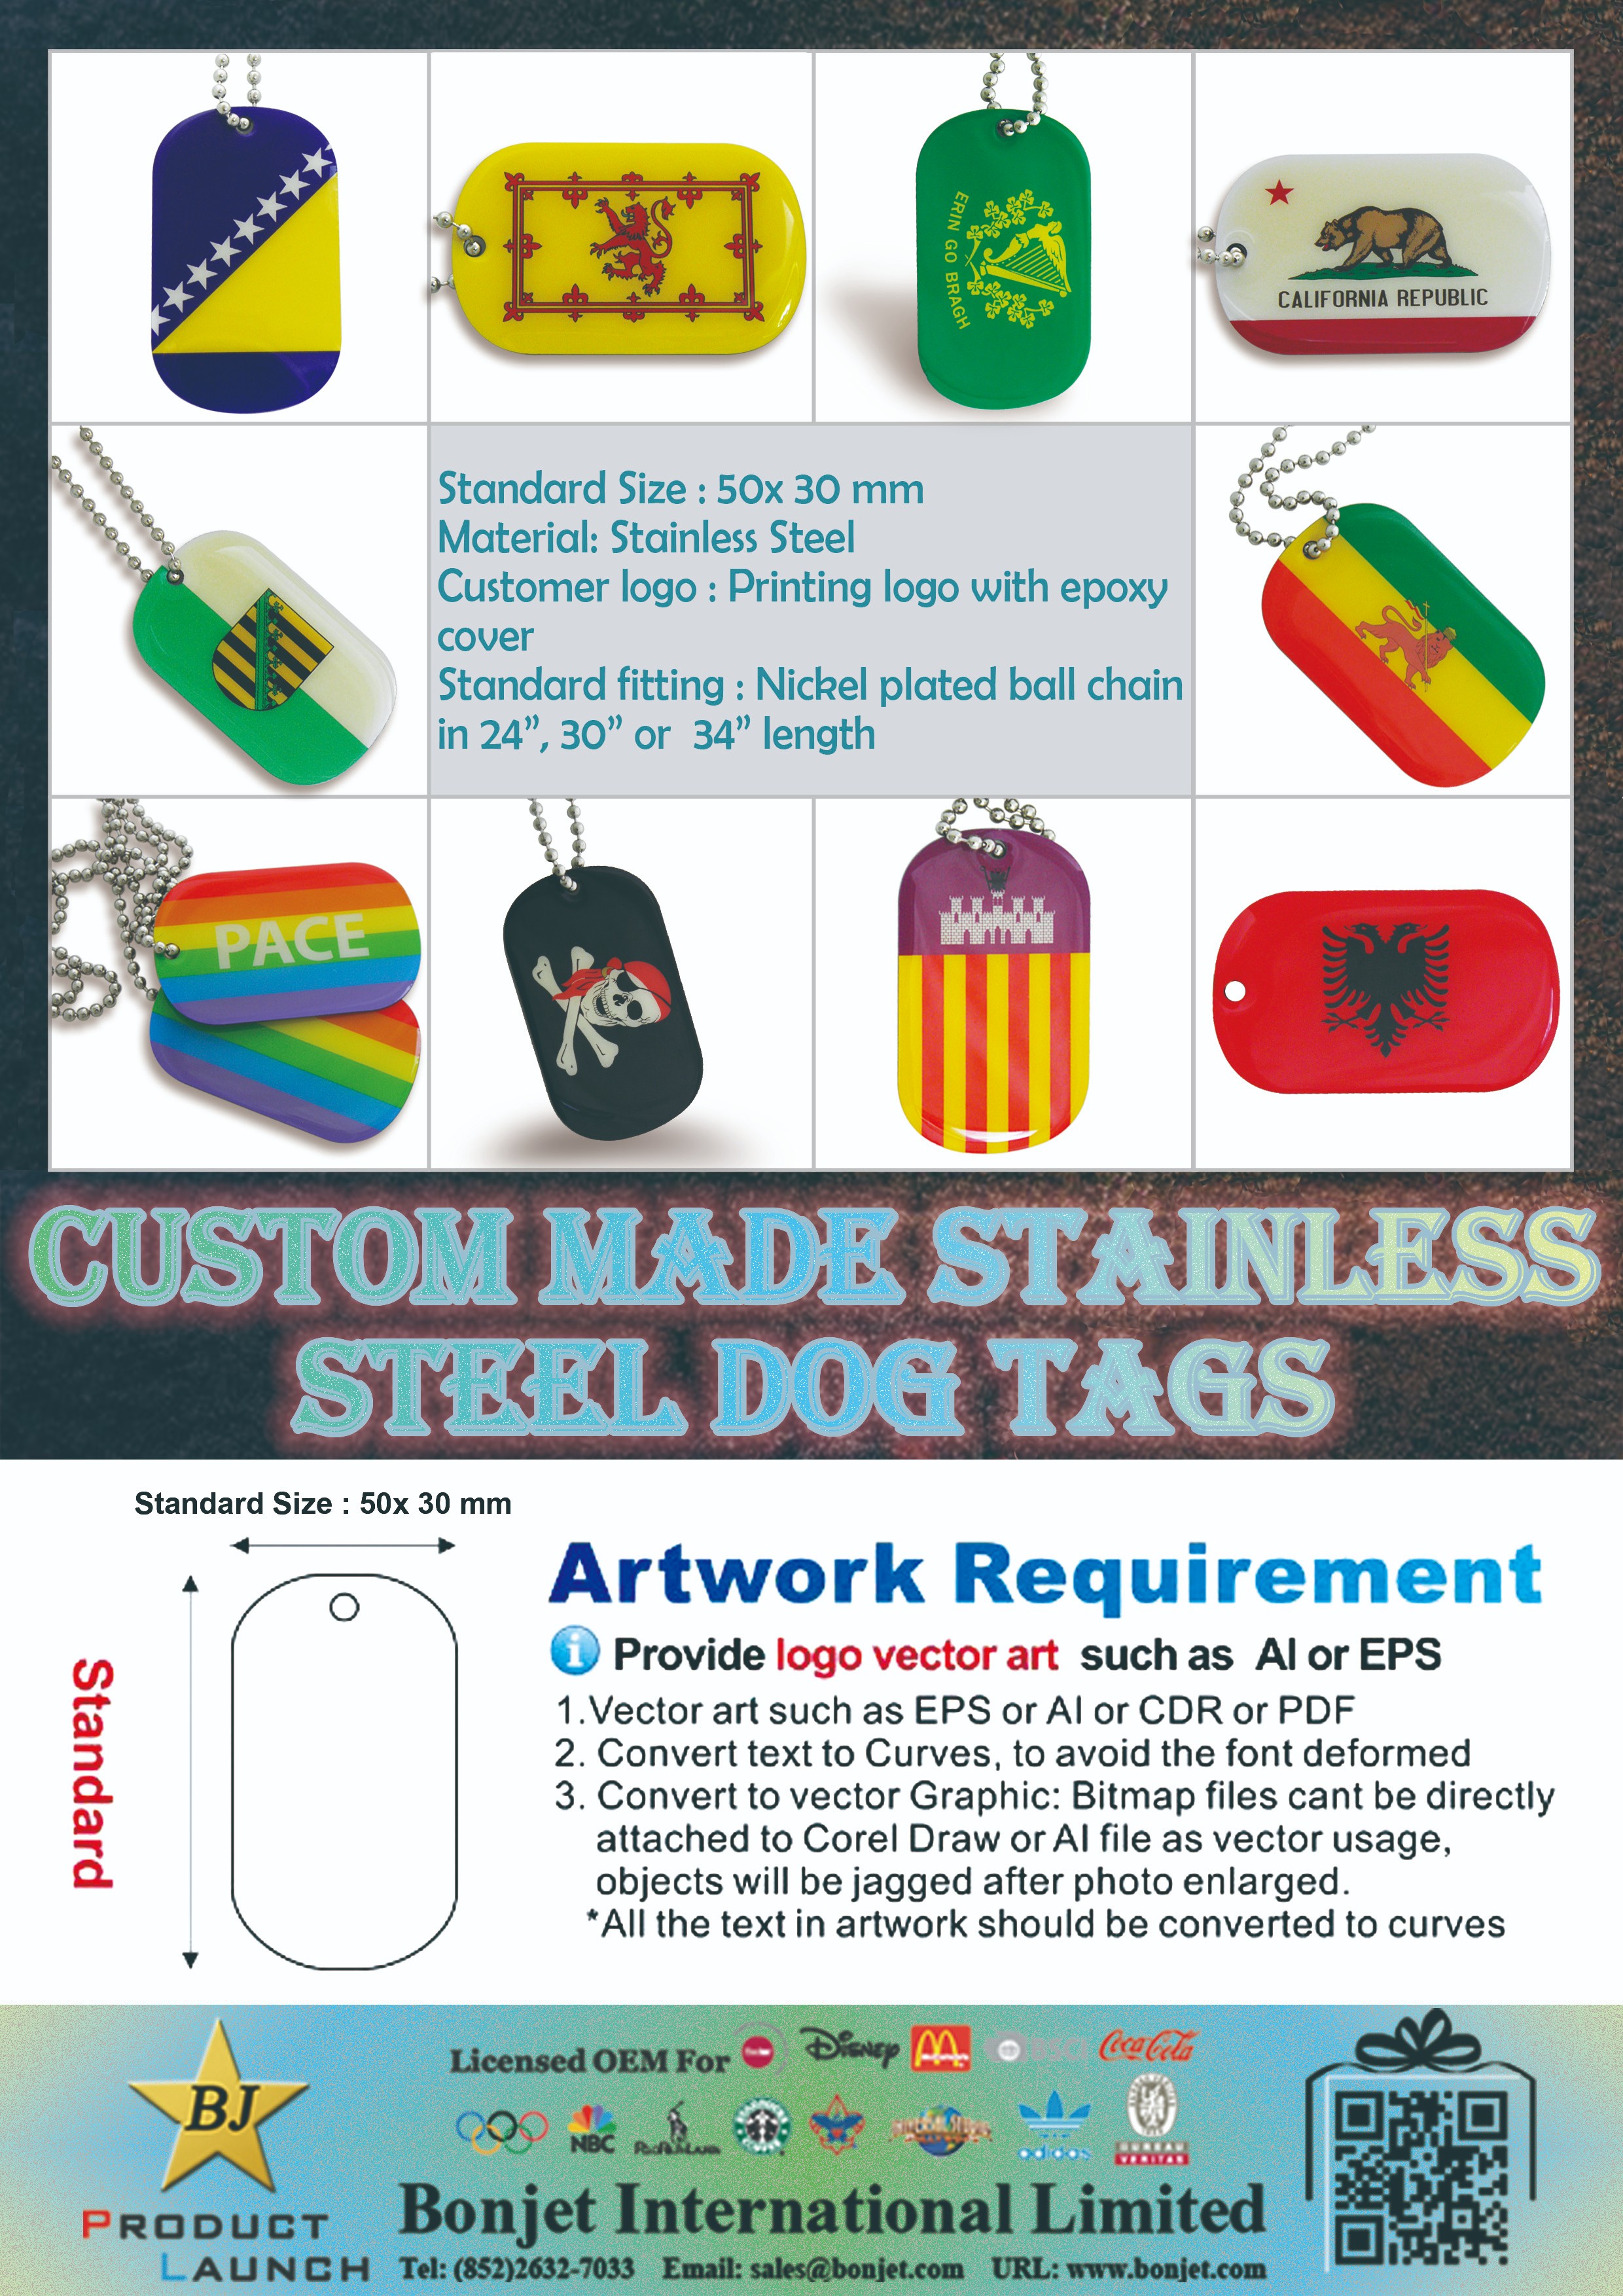 ERIN GO BRAGH
CALIFORNIA REPUBLIC
Standard Size : 50x 30 mm
Material: Stainless Steel
Customer logo : Printing logo with epoxy
cover
Standard fitting : Nickel plated ball chain
in 24”, 30” or 34” length
PACE
CUSTOM MADE STAINLESS
STEEL DOG TAGS
Standard Size : 50x 30 mm
Standard
Artwork Requirement
i Provide logo vector art such as AI or EPS
1.Vector art such as EPS or AI or CDR or PDF
2. Convert text to Curves, to avoid the font deformed
3. Convert to vector Graphic: Bitmap files cant be directly
attached to Corel Draw or AI file as vector usage,
objects will be jagged after photo enlarged.
*All the text in artwork should be converted to curves
BJ
PRODUCT
LAUNCH
Licensed OEM For
Disney
BSCI
Coca Cola
NBC
adidas
BUREAU
VERITAS
Bonjet International Limited
Tel: (852)2632-7033 Email: sales@bonjet.com URL: www.bonjet.com